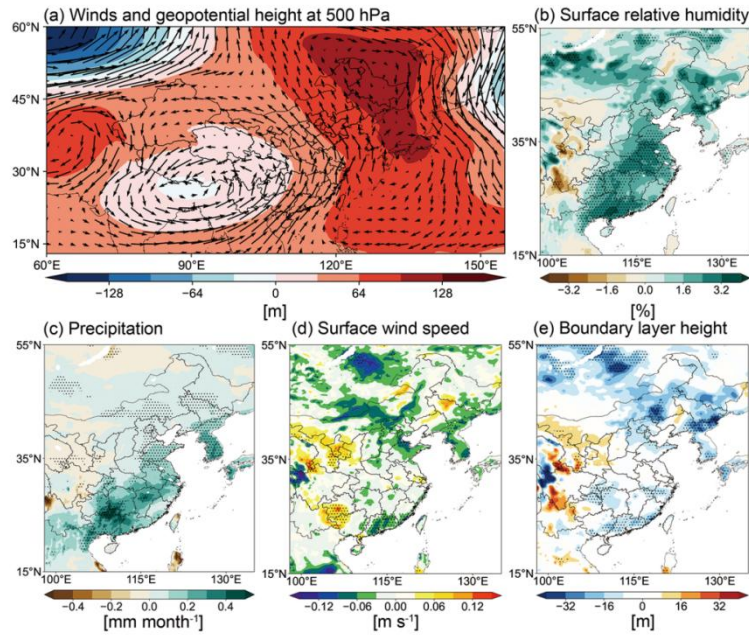 (a) Winds and geopotential height at 500 hPa
60°N
45°N
30°N
15°N
60°E 90°E 120°E 150°E
−128 −64 0 64 128
[m]
(b) Surface relative humidity
55°N
35°N
15°N
100°E 115°E 130°E
−3.2 −1.6 0.0 1.6 3.2
[%]
(c) Precipitation
55°N
35°N
15°N
100°E 115°E 130°E
−0.4 −0.2 0.0 0.2 0.4
[mm month⁻¹]
(d) Surface wind speed
55°N
35°N
15°N
100°E 115°E 130°E
−0.12 −0.06 0.00 0.06 0.12
[m s⁻¹]
(e) Boundary layer height
55°N
35°N
15°N
100°E 115°E 130°E
−32 −16 0 16 32
[m]